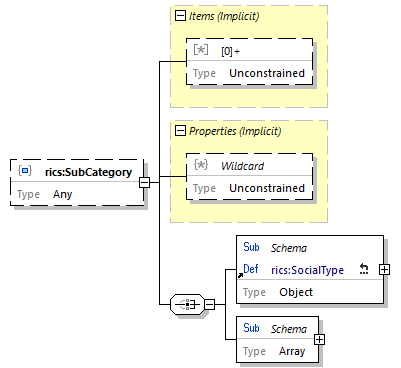 Items (Implicit)
[*] [0]+
Type Unconstrained
Properties (Implicit)
{*} Wildcard
Type Unconstrained
rics:SubCategory
Type Any
Sub Schema
Def rics:SocialType
Type Object
Sub Schema
Type Array